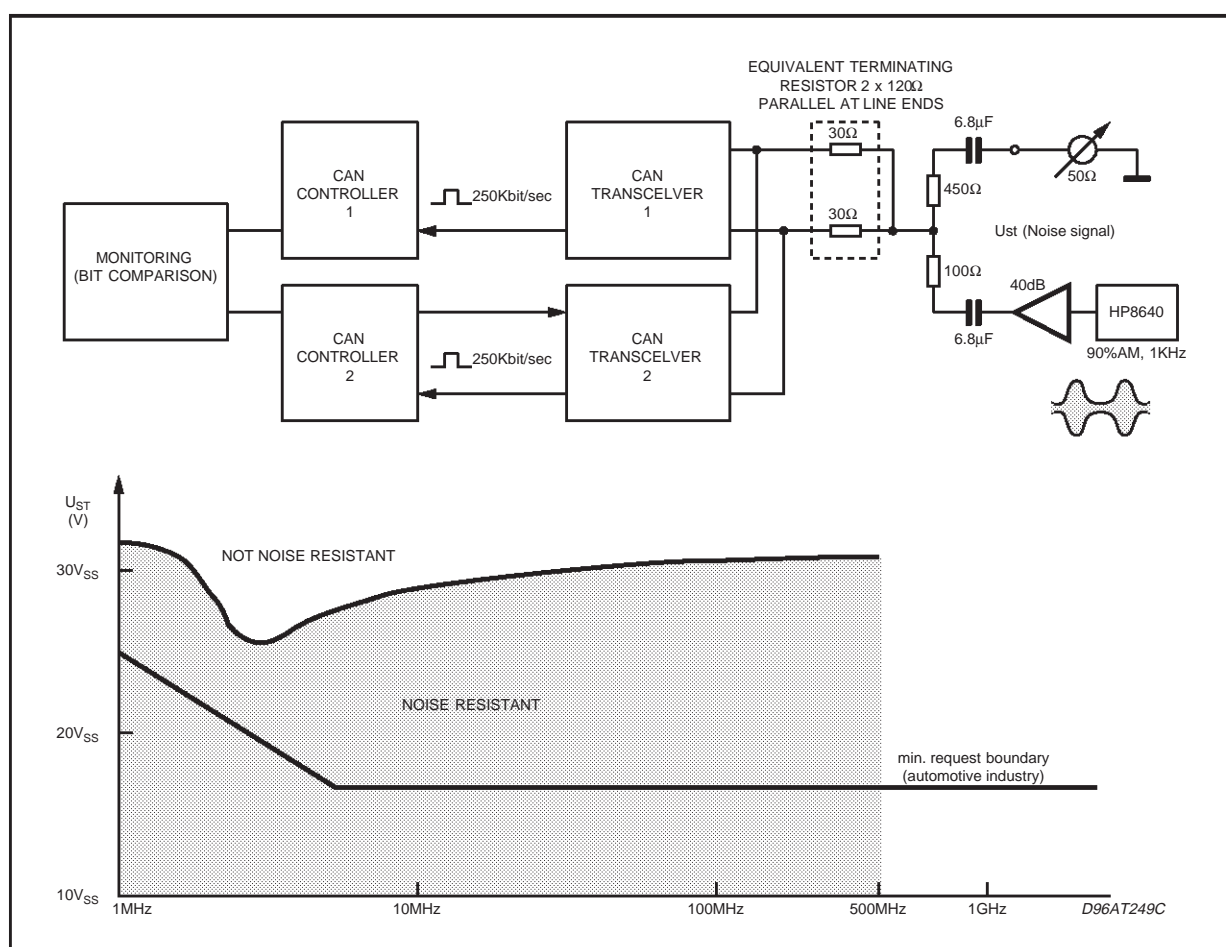 EQUIVALENT TERMINATING
RESISTOR 2 x 120Ω
PARALLEL AT LINE ENDS
30Ω
6.8μF
50Ω
CAN
CONTROLLER
1
250Kbit/sec
CAN
TRANSCELVER
1
450Ω
30Ω
Ust (Noise signal)
MONITORING
(BIT COMPARISON)
100Ω
40dB
HP8640
CAN
CONTROLLER
2
250Kbit/sec
CAN
TRANSCELVER
2
6.8μF
90%AM, 1KHz
UST
(V)
NOT NOISE RESISTANT
30VSS
NOISE RESISTANT
20VSS
min. request boundary
(automotive industry)
10VSS
1MHz
10MHz
100MHz
500MHz
1GHz
D96AT249C